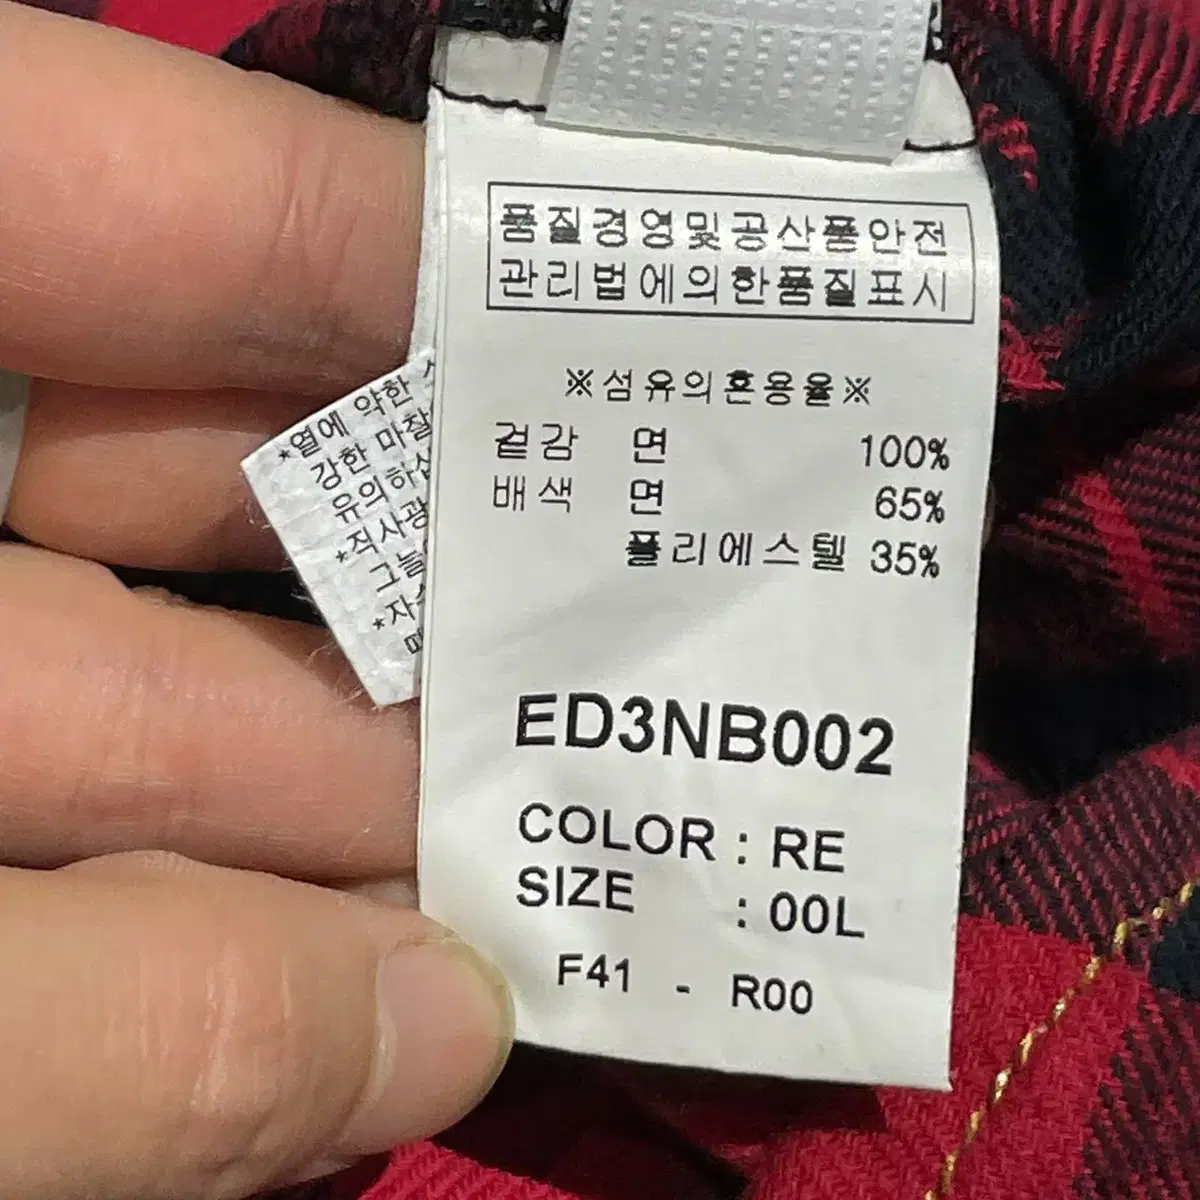 품질경영및공산품안전
관리법에의한품질표시
※섬유의혼용율※
겉감 면 100%
배색 면 65%
폴리에스텔 35%
ED3NB002
COLOR : RE
SIZE : 00L
F41 - R00
*열에 약한
강한 마찰
유의하십
*직사광
그늘